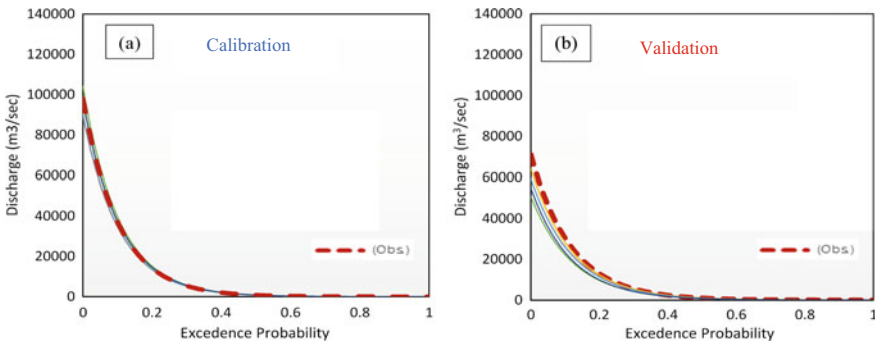 (a)
Calibration
Discharge (m3/sec)
140000
120000
100000
80000
60000
40000
20000
0
(Obs.)
0 0.2 0.4 0.6 0.8 1
Excedence Probability
(b)
Validation
Discharge (m³/sec)
140000
120000
100000
80000
60000
40000
20000
0
(Obs.)
0 0.2 0.4 0.6 0.8 1
Excedence Probability